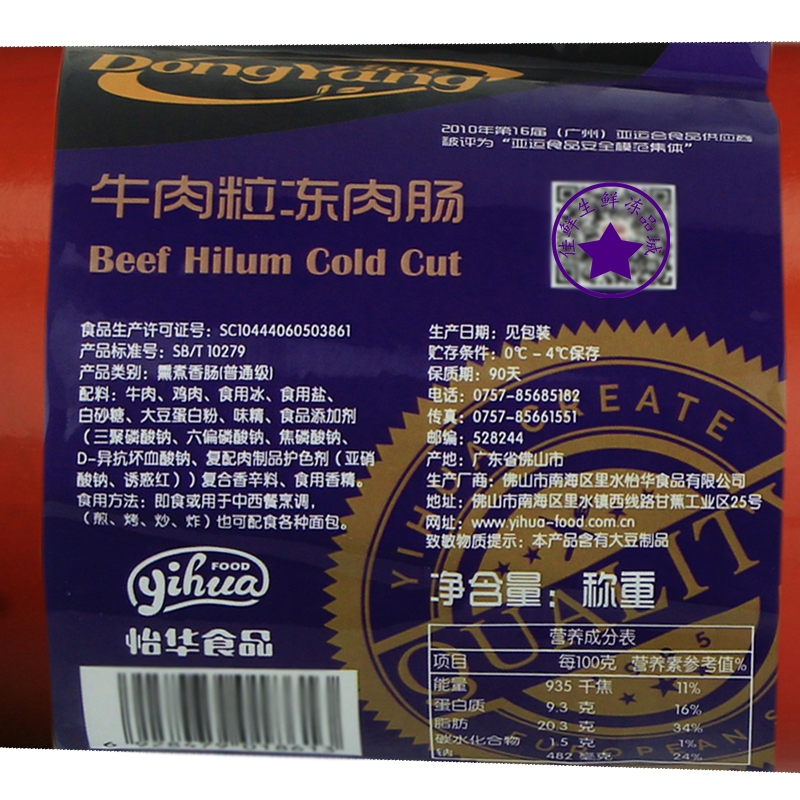 DongYang
2010年第16届（广州）亚运会食品供应商
被评为“亚运食品安全模范集体”
牛肉粒冻肉肠
佳鲜生鲜冻品城
Beef Hilum Cold Cut
食品生产许可证号：SC10444060503861
产品标准号：SB/T 10279
产品类别：熏煮香肠(普通级)
配料：牛肉、鸡肉、食用冰、食用盐、
白砂糖、大豆蛋白粉、味精、食品添加剂
（三聚磷酸钠、六偏磷酸钠、焦磷酸钠、
D-异抗坏血酸钠、复配肉制品护色剂（亚硝
酸钠、诱惑红））复合香辛料、食用香精。
食用方法：即食或用于中西餐烹调，
（煎、烤、炒、炸）也可配食各种面包。
生产日期：见包装
贮存条件：0℃－4℃保存
保质期：90天
电话：0757-85685182
传真：0757-85661551
邮编：528244
产地：广东省佛山市
生产厂商：佛山市南海区里水怡华食品有限公司
地址：佛山市南海区里水镇西线路甘蕉工业区25号
网址：www.yihua-food.com.cn
致敏物质提示：本产品含有大豆制品
YIHUA CREATE
QUALITY
EUROPEAN
净含量：称重
FOOD
yihua
怡华食品
营养成分表
项目 每100克 营养素参考值%
能量 935 千焦 11%
蛋白质 9.3 克 16%
脂肪 20.3 克 34%
碳水化合物 1.5 克 1%
钠 482 毫克 24%